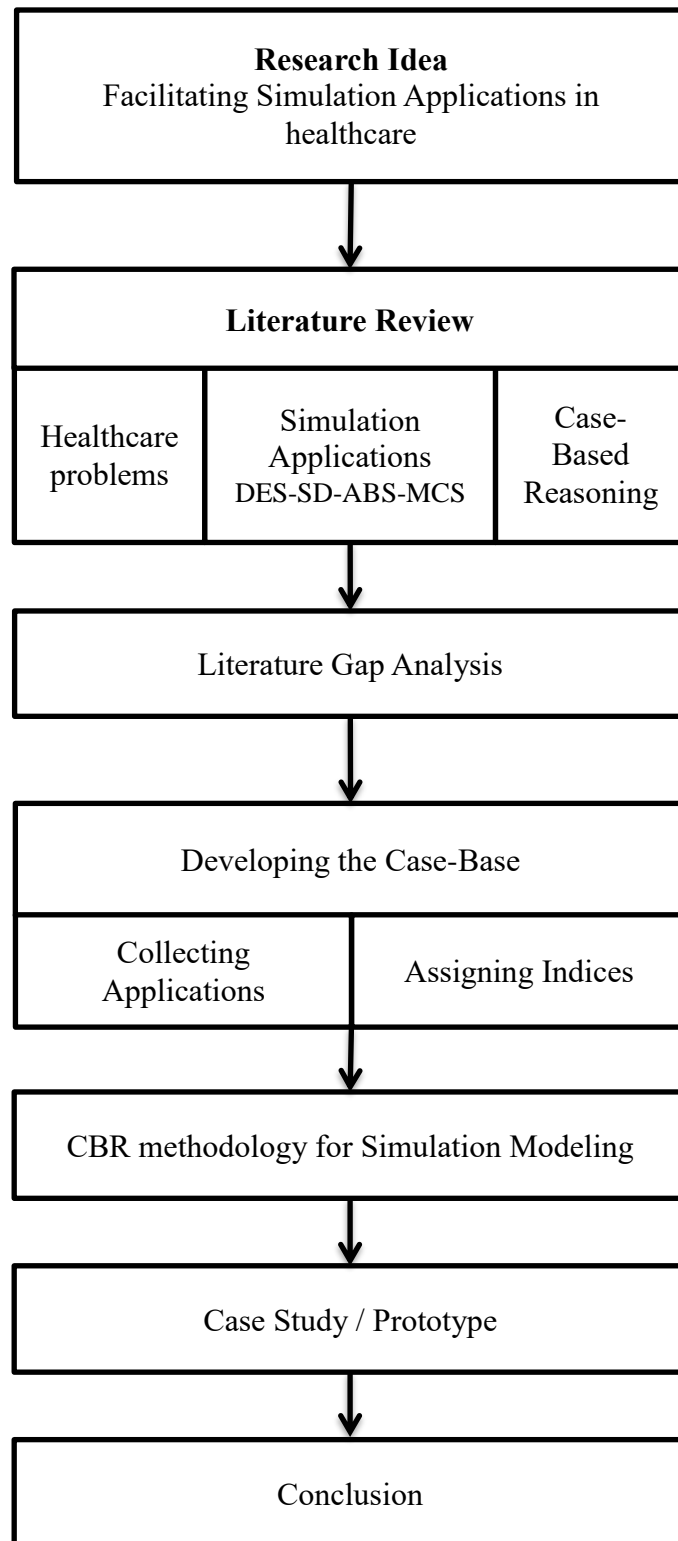 Research Idea
Facilitating Simulation Applications in
healthcare
Literature Review
Healthcare
problems
Simulation
Applications
DES-SD-ABS-MCS
Case-
Based
Reasoning
Literature Gap Analysis
Developing the Case-Base
Collecting
Applications
Assigning Indices
CBR methodology for Simulation Modeling
Case Study / Prototype
Conclusion